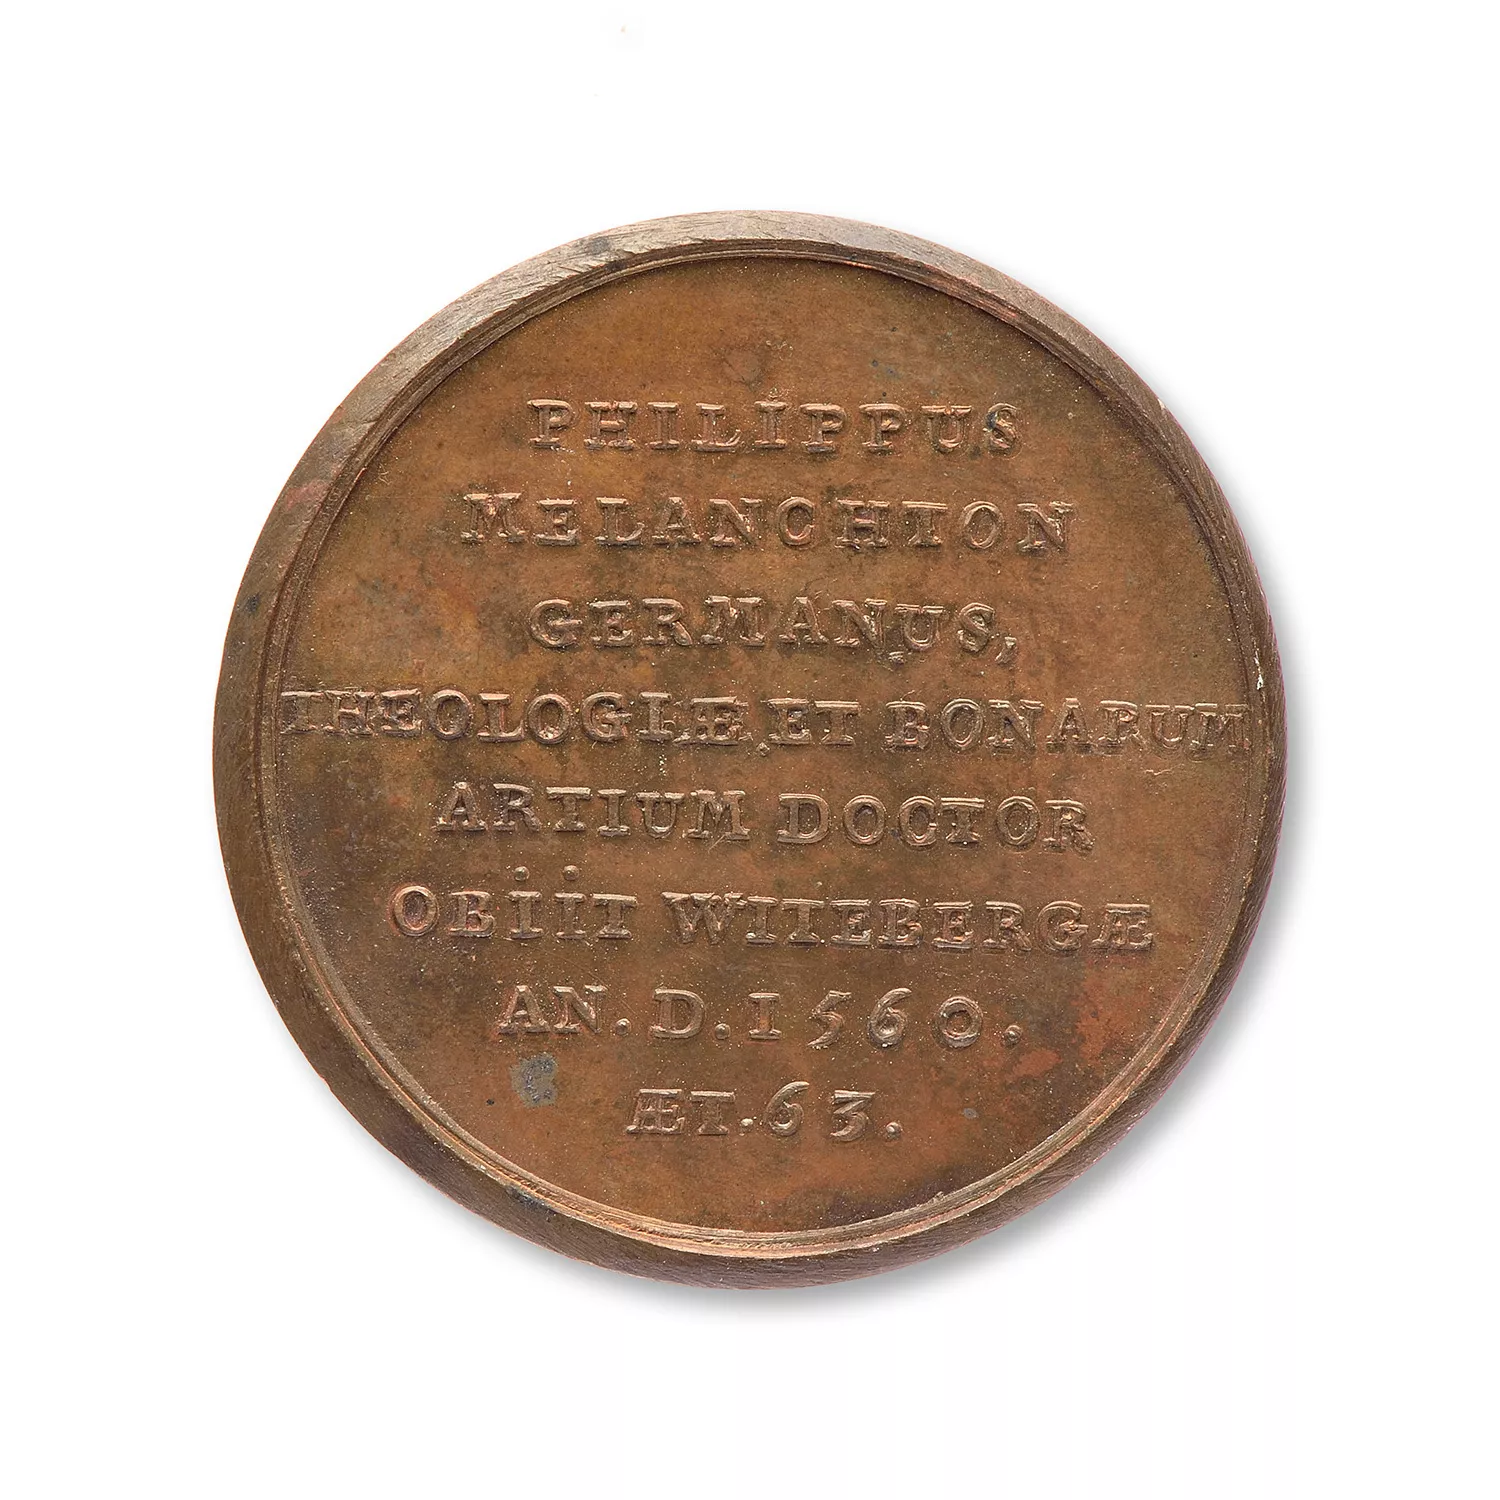 PHILIPPUS
MELANCHTON
GERMANUS,
THEOLOGIÆ ET BONARUM
ARTIUM DOCTOR
OBiiT WITEBERGÆ
AN. D. 1560.
ÆT. 63.